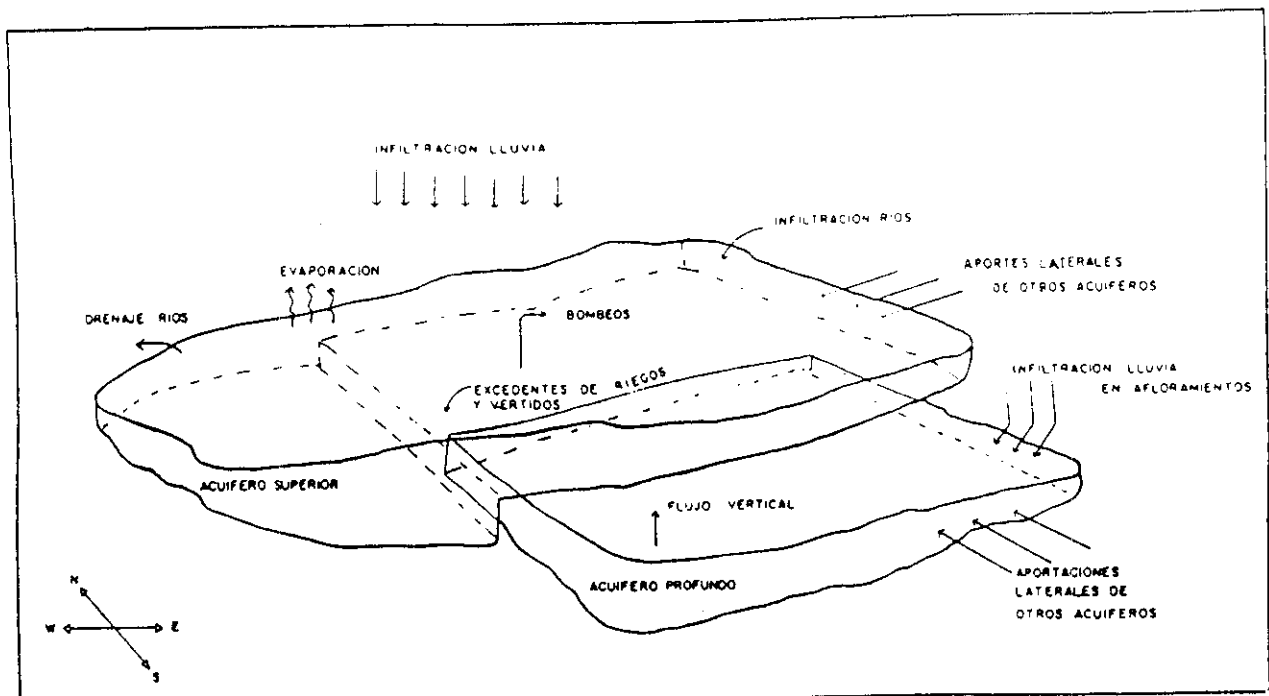 INFILTRACION LLUVIA
INFILTRACION RIOS
EVAPORACION
APORTES LATERALES
DE OTROS ACUIFEROS
DRENAJE RIOS
BOMBEOS
EXCEDENTES DE RIEGOS
Y VERTIDOS
INFILTRACION LLUVIA
EN AFLORAMIENTOS
ACUIFERO SUPERIOR
FLUJO VERTICAL
ACUIFERO PROFUNDO
APORTACIONES
LATERALES DE
OTROS ACUIFEROS
N
W E
S